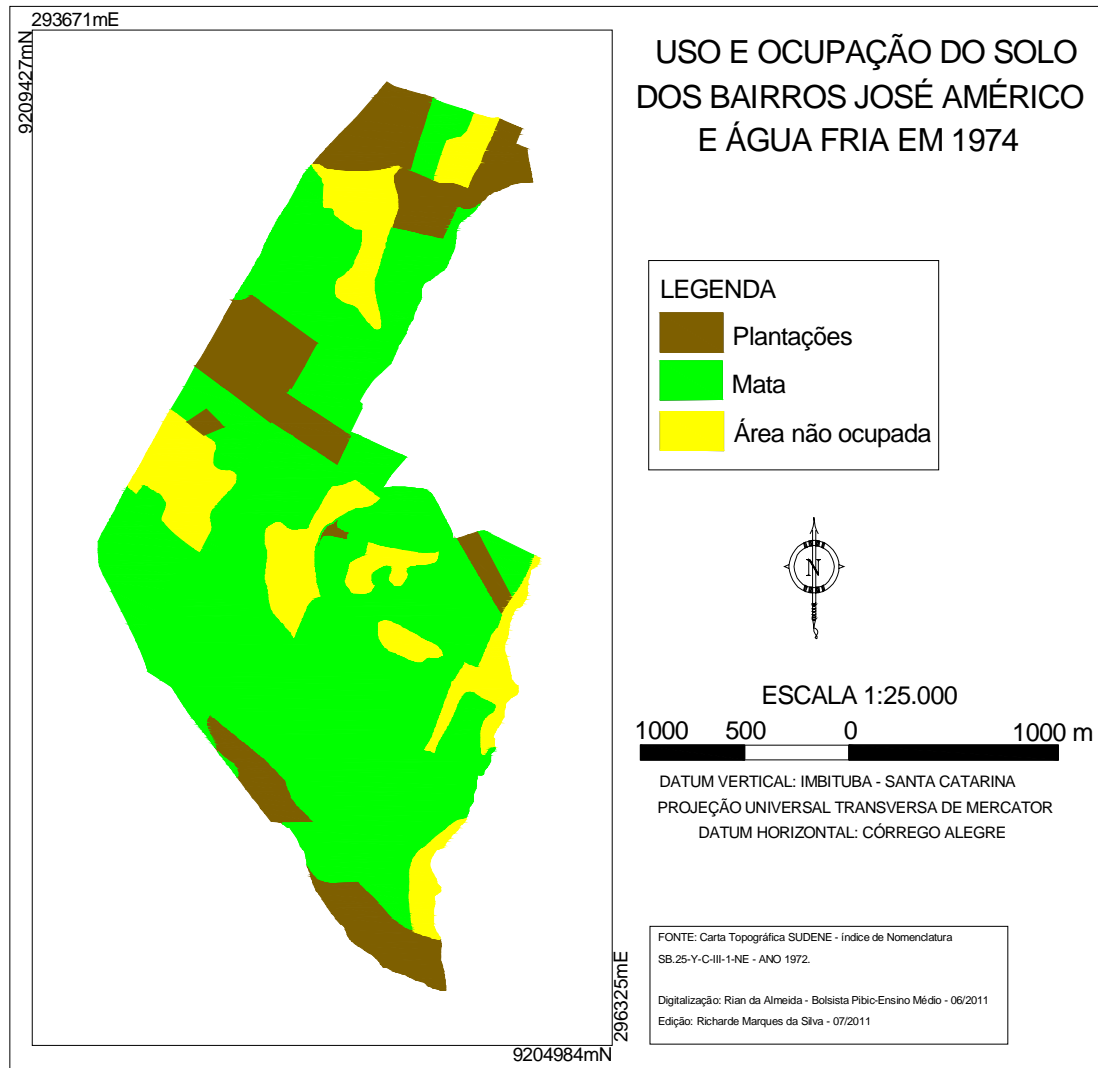 293671mE
9209427mN
USO E OCUPAÇÃO DO SOLO
DOS BAIRROS JOSÉ AMÉRICO
E ÁGUA FRIA EM 1974
LEGENDA
Plantações
Mata
Área não ocupada
N
ESCALA 1:25.000
1000 500 0 1000 m
DATUM VERTICAL: IMBITUBA - SANTA CATARINA
PROJEÇÃO UNIVERSAL TRANSVERSA DE MERCATOR
DATUM HORIZONTAL: CÓRREGO ALEGRE
FONTE: Carta Topográfica SUDENE - índice de Nomenclatura
SB.25-Y-C-III-1-NE - ANO 1972.
Digitalização: Rian da Almeida - Bolsista Pibic-Ensino Médio - 06/2011
Edição: Richarde Marques da Silva - 07/2011
296325mE
9204984mN